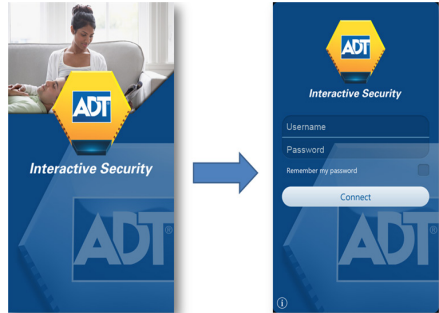 ADT
Interactive Security
ADT®
ADT
Interactive Security
Username
Password
Remember my password
Connect
ADT®
i